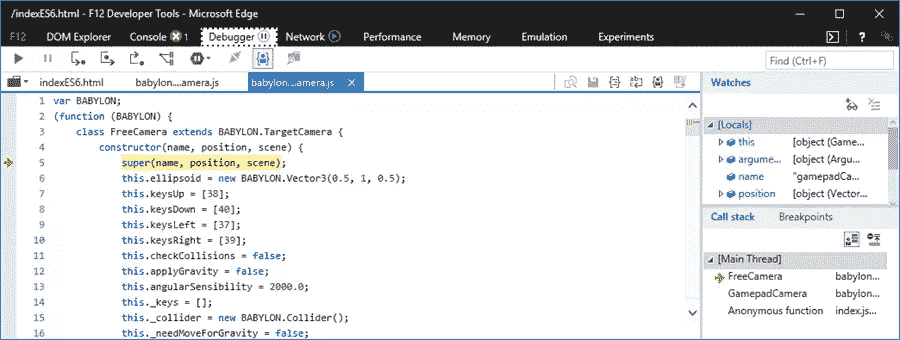 /indexES6.html - F12 Developer Tools - Microsoft Edge
F12 DOM Explorer Console 1 Debugger Network Performance Memory Emulation Experiments
?
Find (Ctrl+F)
indexES6.html babylon....amera.js babylon....amera.js
Watches
1 var BABYLON;
2 (function (BABYLON) {
3 class FreeCamera extends BABYLON.TargetCamera {
4 constructor(name, position, scene) {
5 super(name, position, scene);
6 this.ellipsoid = new BABYLON.Vector3(0.5, 1, 0.5);
7 this.keysUp = [38];
8 this.keysDown = [40];
9 this.keysLeft = [37];
10 this.keysRight = [39];
11 this.checkCollisions = false;
12 this.applyGravity = false;
13 this.angularSensibility = 2000.0;
14 this._keys = [];
15 this._collider = new BABYLON.Collider();
16 this._needMoveForGravity = false;
[Locals]
this [object (Game...
argume... [object (Argu...
name "gamepadCa...
position [object (Vector...
Call stack Breakpoints
[Main Thread]
FreeCamera babylon...
GamepadCamera babylon...
Anonymous function index.js...